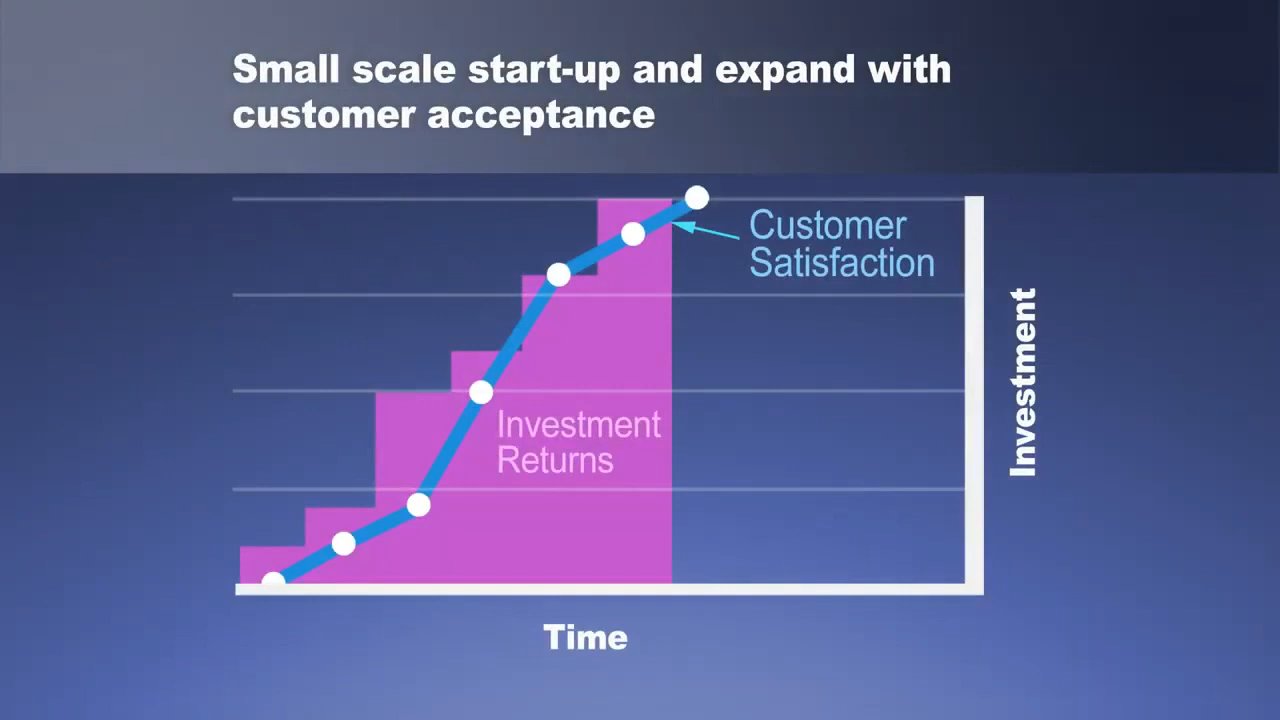 Small scale start-up and expand with
customer acceptance
Customer
Satisfaction
Investment
Returns
Investment
Time